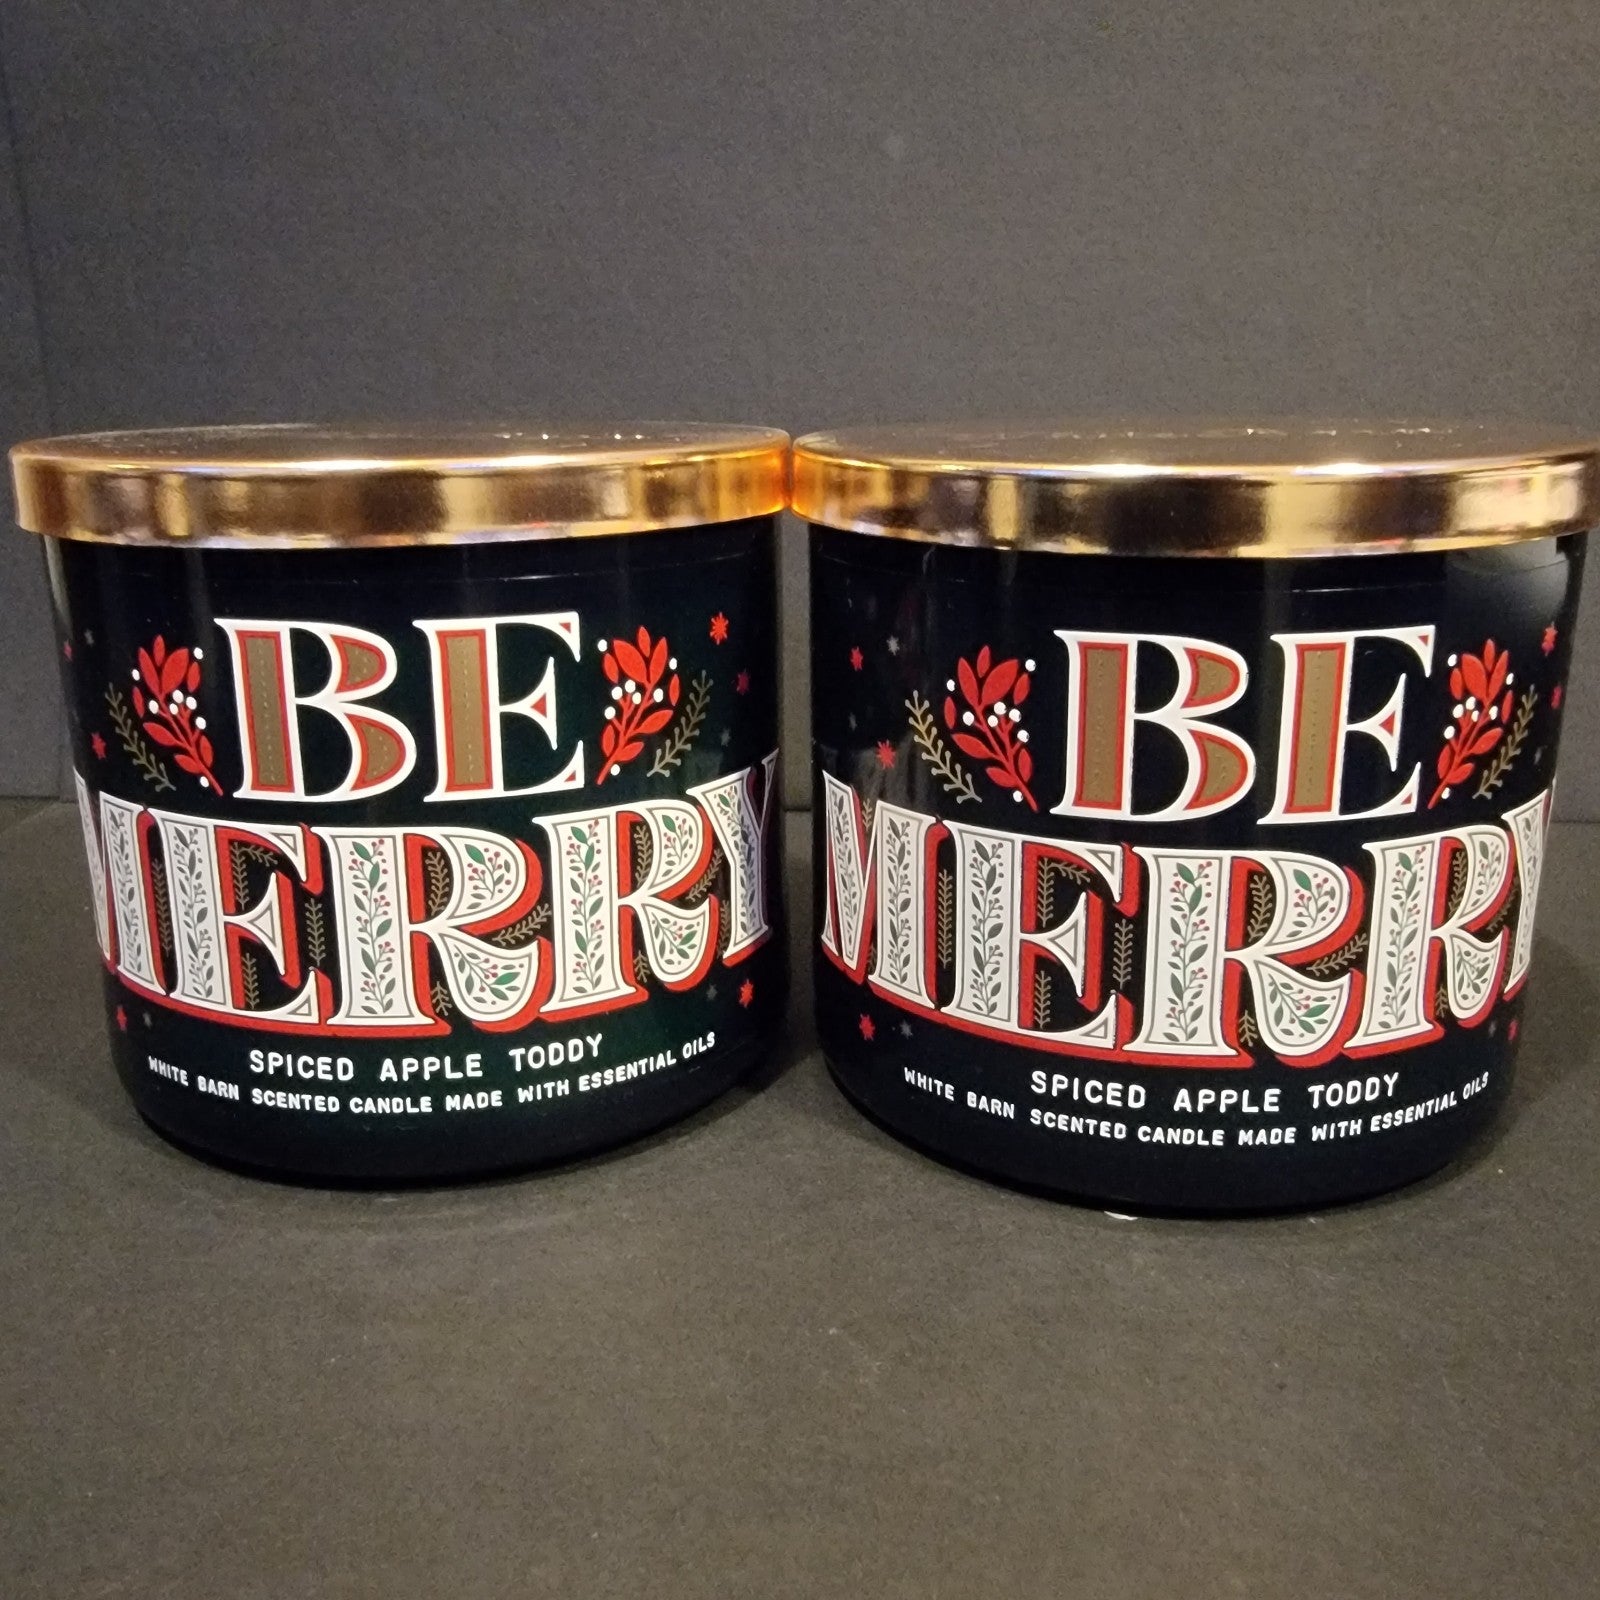 BE
MERRY
SPICED APPLE TODDY
WHITE BARN SCENTED CANDLE MADE WITH ESSENTIAL OILS
BE
MERRY
SPICED APPLE TODDY
WHITE BARN SCENTED CANDLE MADE WITH ESSENTIAL OILS